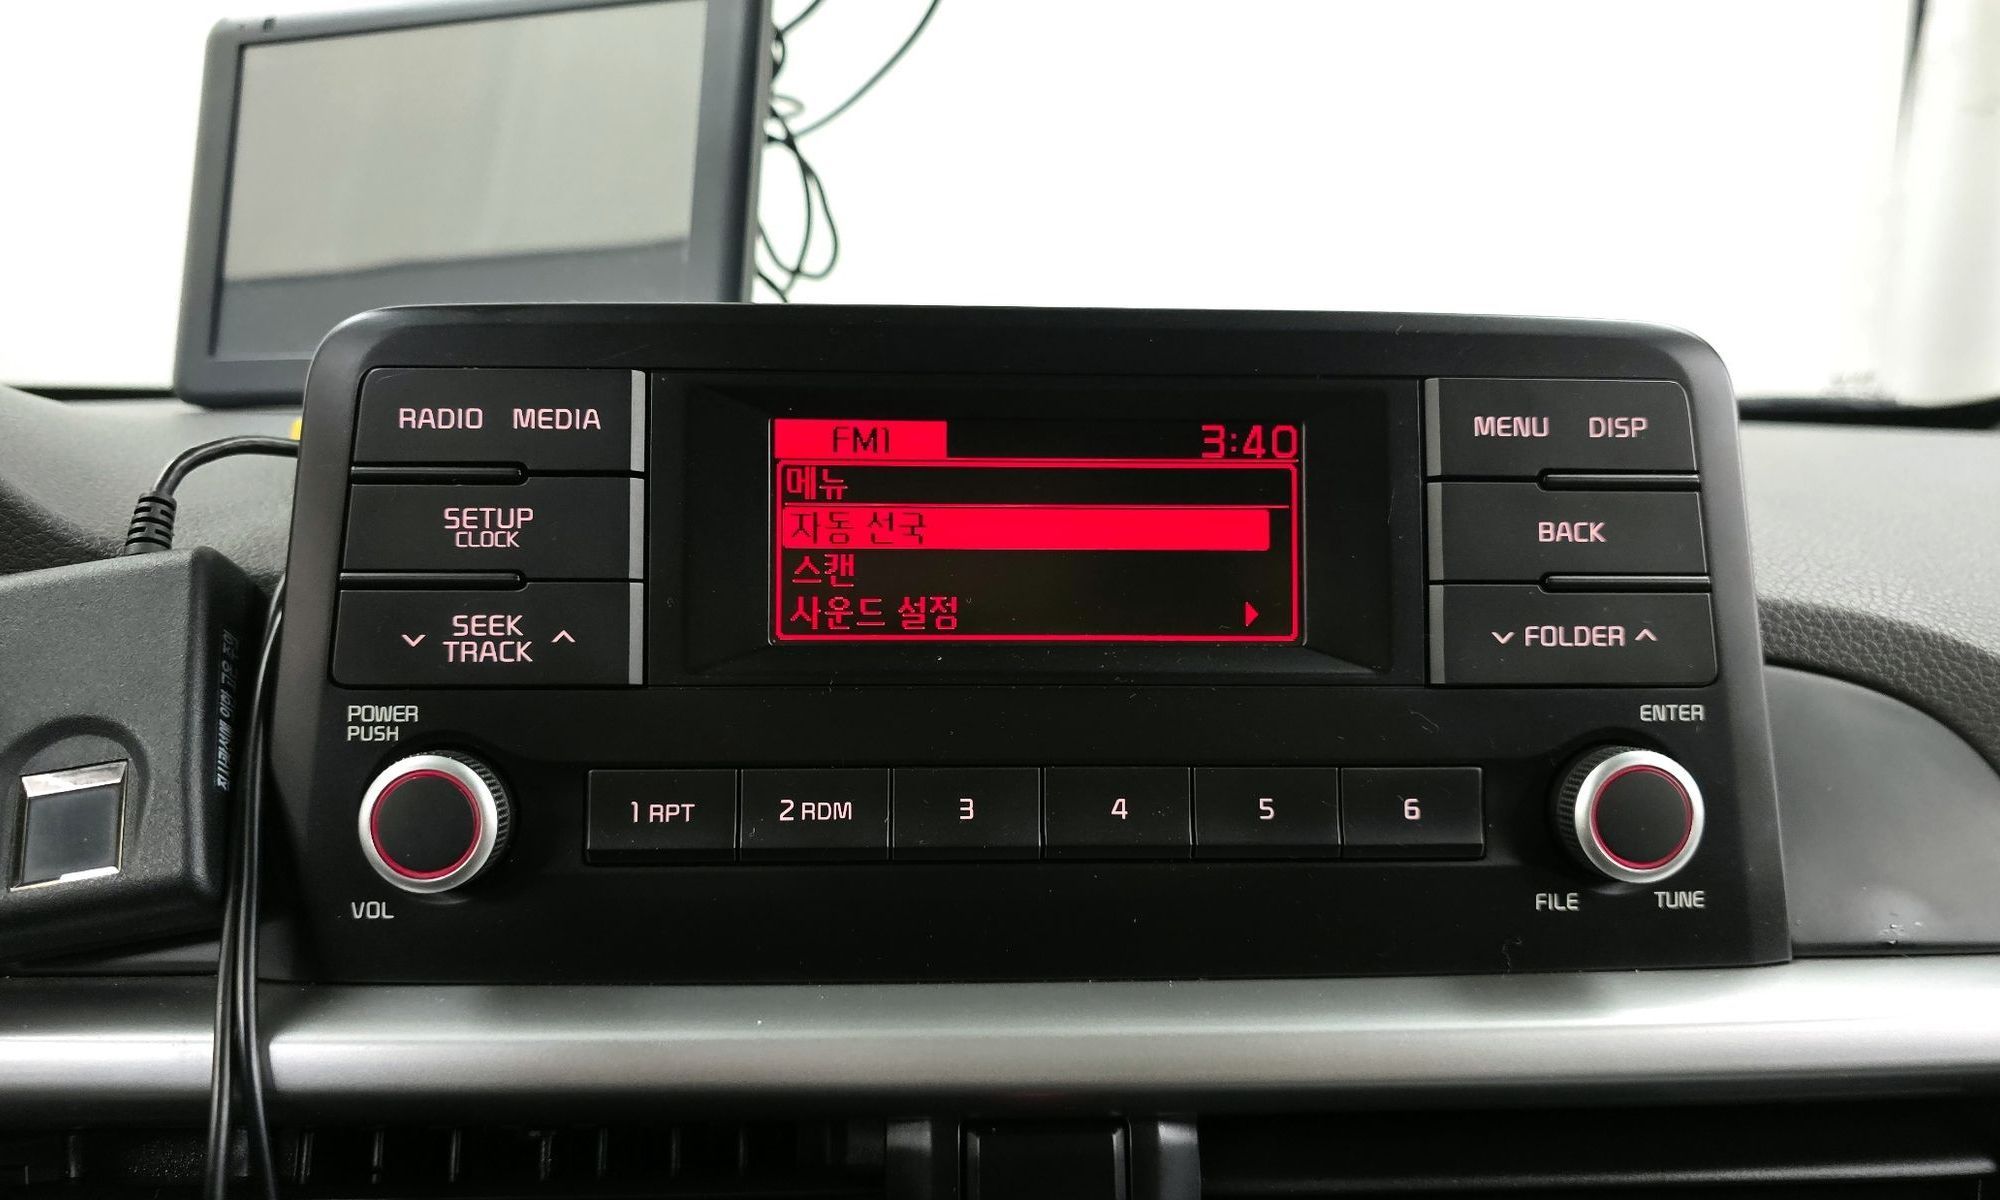 RADIO MEDIA
SETUP
CLOCK
SEEK
TRACK
POWER
PUSH
VOL
FM1 3:40
메뉴
자동 선국
스캔
사운드 설정
MENU DISP
BACK
FOLDER
ENTER
FILE TUNE
1 RPT 2 RDM 3 4 5 6